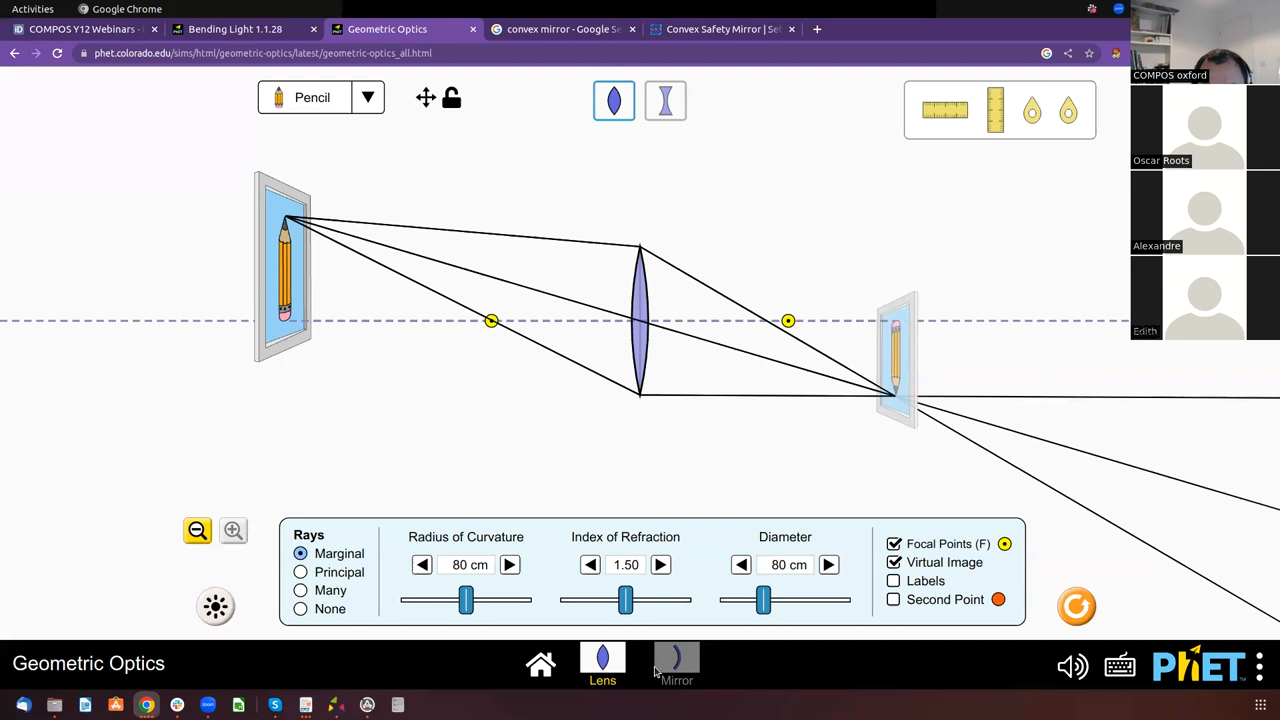 Activities
Google Chrome
COMPOS Y12 Webinars -
Bending Light 1.1.28
Geometric Optics
convex mirror - Google Se
Convex Safety Mirror | Se
phet.colorado.edu/sims/html/geometric-optics/latest/geometric-optics_all.html
COMPOS oxford
Pencil
Oscar Roots
Alexandre
Edith
Rays
Marginal
Principal
Many
None
Radius of Curvature
80 cm
Index of Refraction
1.50
Diameter
80 cm
Focal Points (F)
Virtual Image
Labels
Second Point
Geometric Optics
Lens
Mirror
PhET